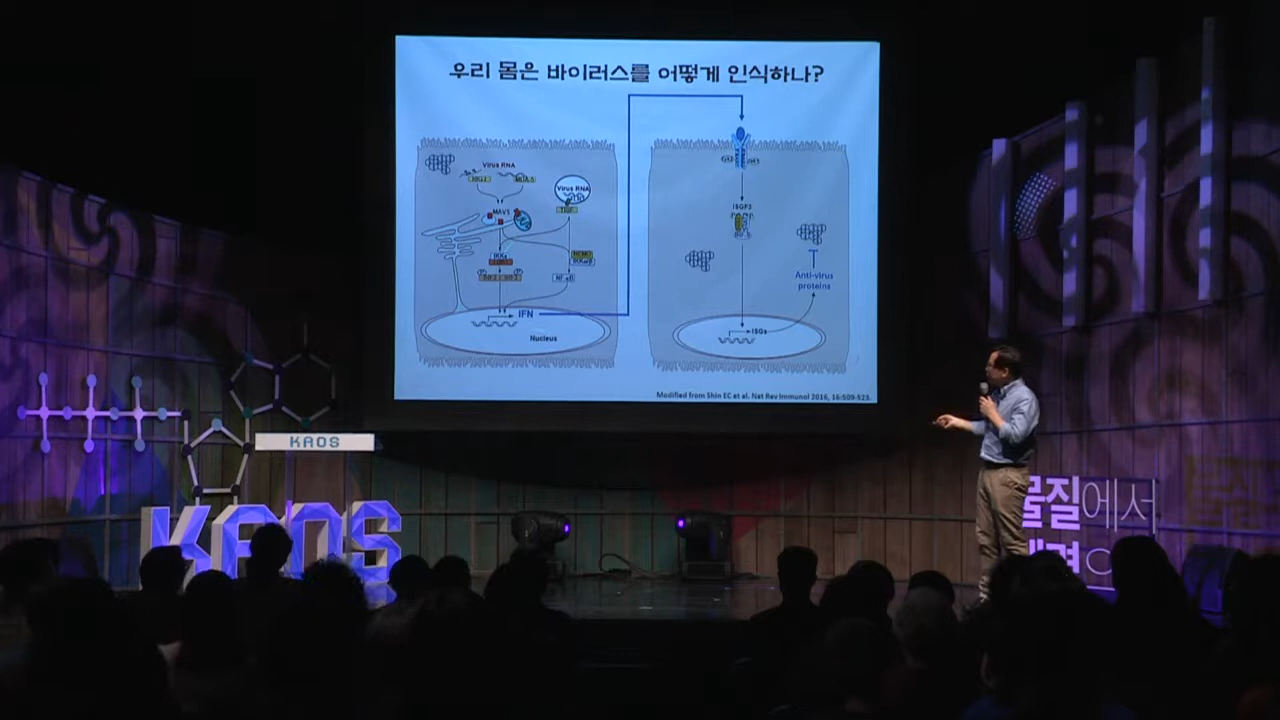 우리 몸은 바이러스를 어떻게 인식하나?
Virus RNA
MDA-5
Virus RNA
MAVS
IFN
Nucleus
ISGF3
Anti-virus
proteins
ISGs
Modified from Shin EC et al. Nat Rev Immunol 2016, 16:509-523.
KAOS
KAOS
물질에서